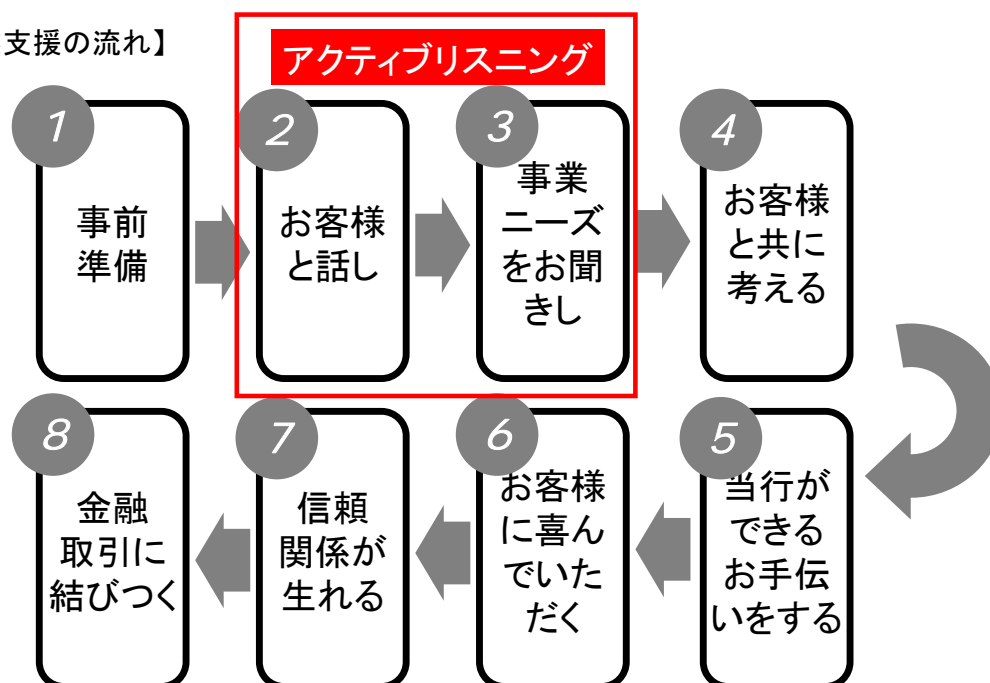 支援の流れ】
アクティブリスニング
1
事前
準備
2
お客様
と話し
3
事業
ニーズ
をお聞
きし
4
お客様
と共に
考える
5
当行が
できる
お手伝
いをする
6
お客様
に喜ん
でいた
だく
7
信頼
関係が
生れる
8
金融
取引に
結びつく